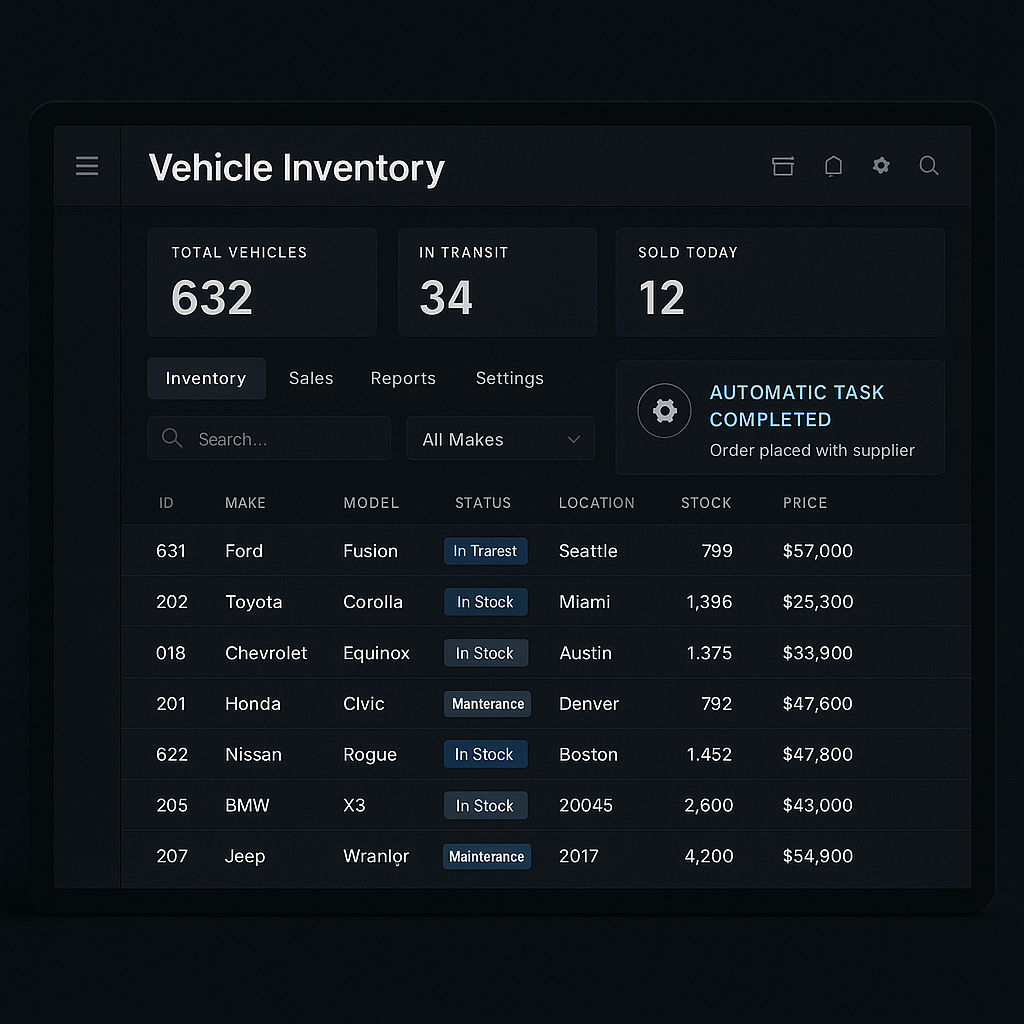 Vehicle Inventory
TOTAL VEHICLES
632
IN TRANSIT
34
SOLD TODAY
12
Inventory Sales Reports Settings
Search...
All Makes
AUTOMATIC TASK
COMPLETED
Order placed with supplier
ID MAKE MODEL STATUS LOCATION STOCK PRICE
631 Ford Fusion In Trarest Seattle 799 $57,000
202 Toyota Corolla In Stock Miami 1,396 $25,300
018 Chevrolet Equinox In Stock Austin 1.375 $33,900
201 Honda CIvic Manterance Denver 792 $47,600
622 Nissan Rogue In Stock Boston 1.452 $47,800
205 BMW X3 In Stock 20045 2,600 $43,000
207 Jeep Wranlọr Mainterance 2017 4,200 $54,900